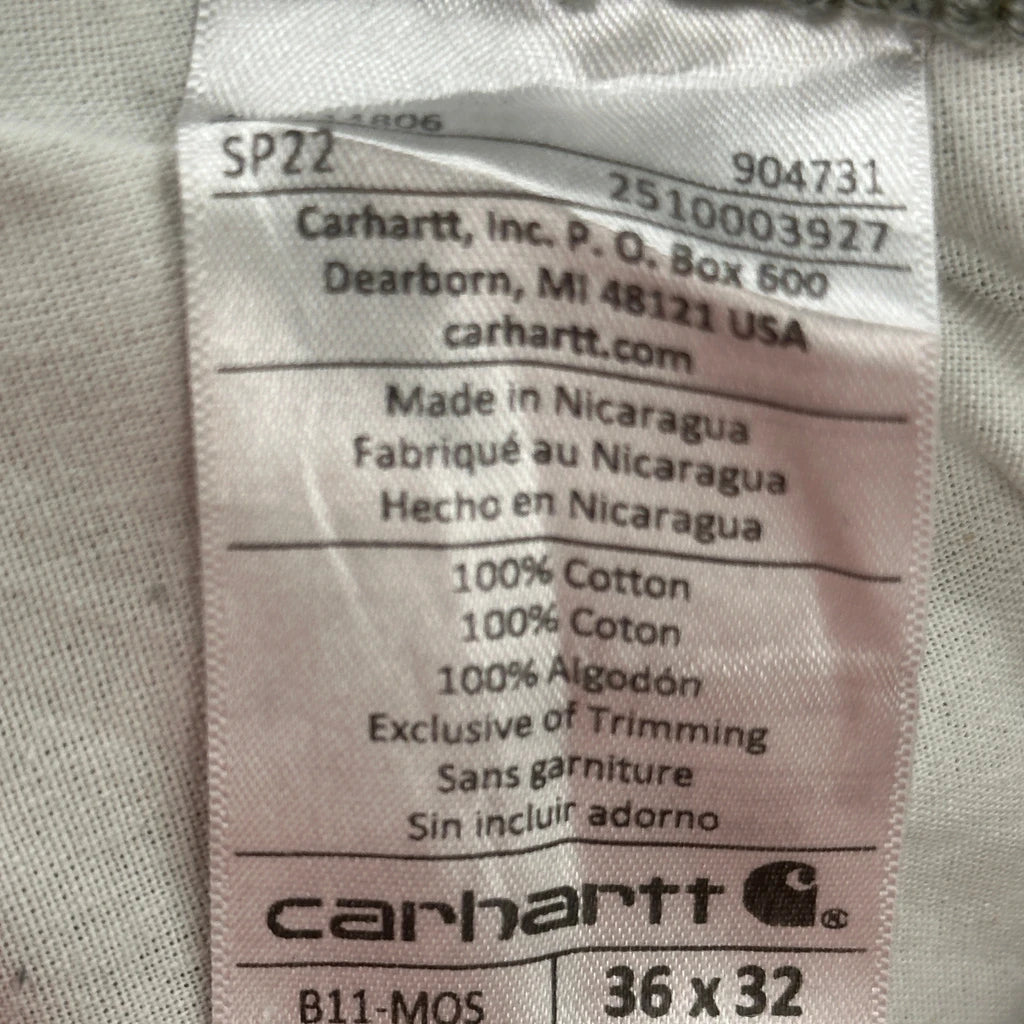 SP22 904731
2510003927
Carhartt, Inc. P. O. Box 600
Dearborn, MI 48121 USA
carhartt.com
Made in Nicaragua
Fabriqué au Nicaragua
Hecho en Nicaragua
100% Cotton
100% Coton
100% Algodón
Exclusive of Trimming
Sans garniture
Sin incluir adorno
carhartt ®
B11-MOS 36 x 32